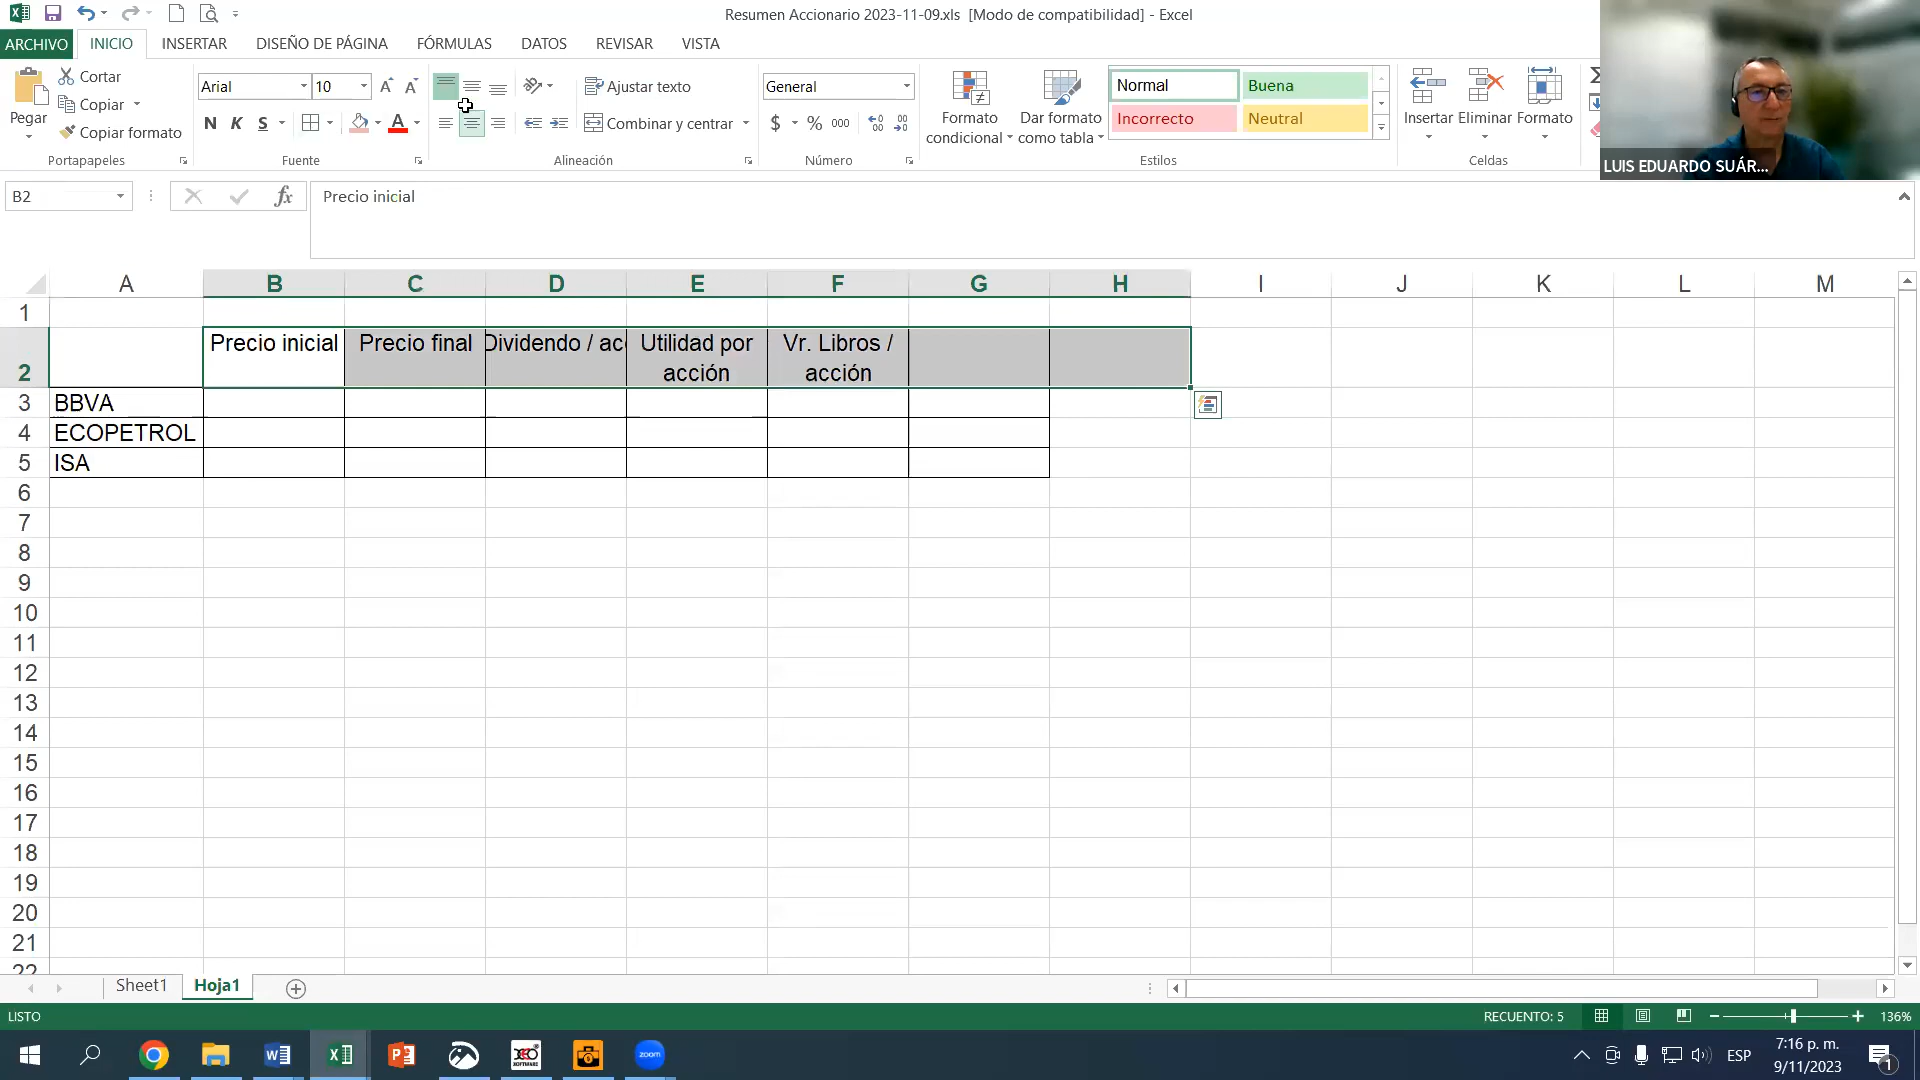 Resumen Accionario 2023-11-09.xls [Modo de compatibilidad] - Excel
ARCHIVO INICIO INSERTAR DISEÑO DE PÁGINA FÓRMULAS DATOS REVISAR VISTA
Pegar
Cortar
Copiar
Copiar formato
Portapapeles
Arial 10
N K S
Fuente
Ajustar texto
Combinar y centrar
Alineación
General
$ % 000
Número
Formato condicional
Dar formato como tabla
Normal Buena
Incorrecto Neutral
Estilos
Insertar Eliminar Formato
Celdas
LUIS EDUARDO SUÁR...
B2 fx Precio inicial
A B C D E F G H I J K L M
1
2 Precio inicial Precio final Dividendo / acc Utilidad por acción Vr. Libros / acción
3 BBVA
4 ECOPETROL
5 ISA
6
7
8
9
10
11
12
13
14
15
16
17
18
19
20
21
22
Sheet1 Hoja1
LISTO RECUENTO: 5 136%
zoom
ESP
7:16 p. m.
9/11/2023
1